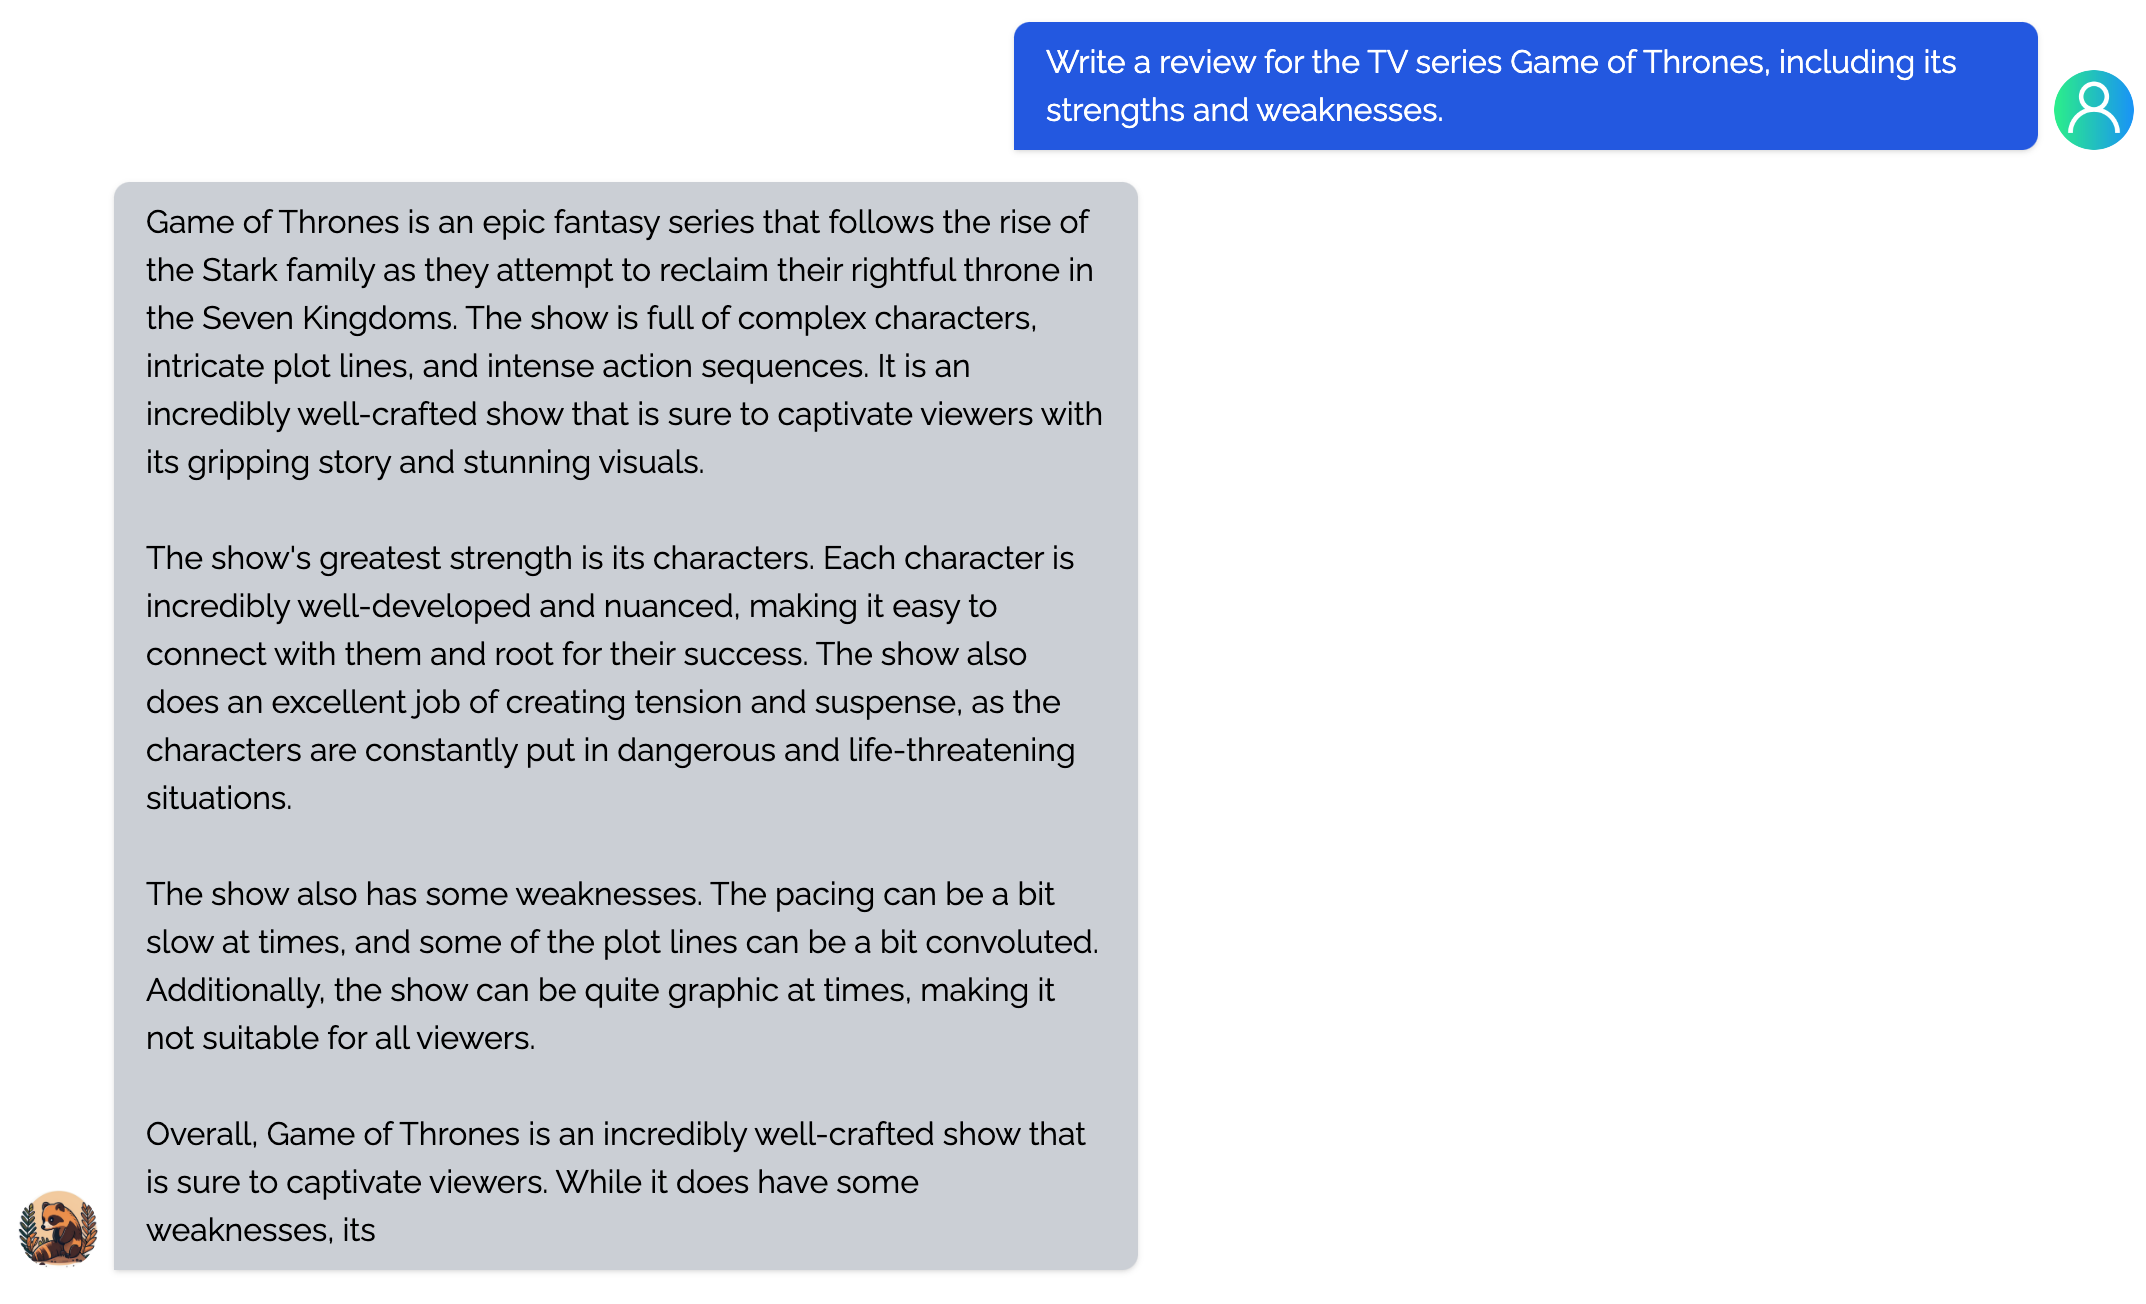 Write a review for the TV series Game of Thrones, including its
strengths and weaknesses.
Game of Thrones is an epic fantasy series that follows the rise of
the Stark family as they attempt to reclaim their rightful throne in
the Seven Kingdoms. The show is full of complex characters,
intricate plot lines, and intense action sequences. It is an
incredibly well-crafted show that is sure to captivate viewers with
its gripping story and stunning visuals.
The show's greatest strength is its characters. Each character is
incredibly well-developed and nuanced, making it easy to
connect with them and root for their success. The show also
does an excellent job of creating tension and suspense, as the
characters are constantly put in dangerous and life-threatening
situations.
The show also has some weaknesses. The pacing can be a bit
slow at times, and some of the plot lines can be a bit convoluted.
Additionally, the show can be quite graphic at times, making it
not suitable for all viewers.
Overall, Game of Thrones is an incredibly well-crafted show that
is sure to captivate viewers. While it does have some
weaknesses, its